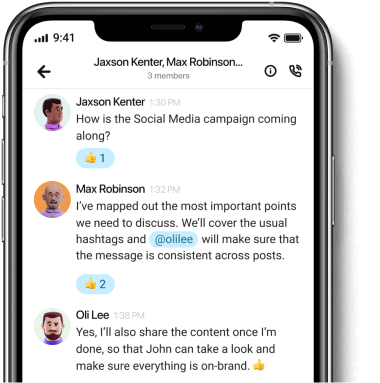 9:41
Jaxson Kenter, Max Robinson...
3 members
Jaxson Kenter 1:30 PM
How is the Social Media campaign coming
along?
👍 1
Max Robinson 1:32 PM
I've mapped out the most important points
we need to discuss. We'll cover the usual
hashtags and @olilee will make sure that
the message is consistent across posts.
👍 2
Oli Lee 1:38 PM
Yes, I'll also share the content once I'm
done, so that John can take a look and
make sure everything is on-brand. 👍